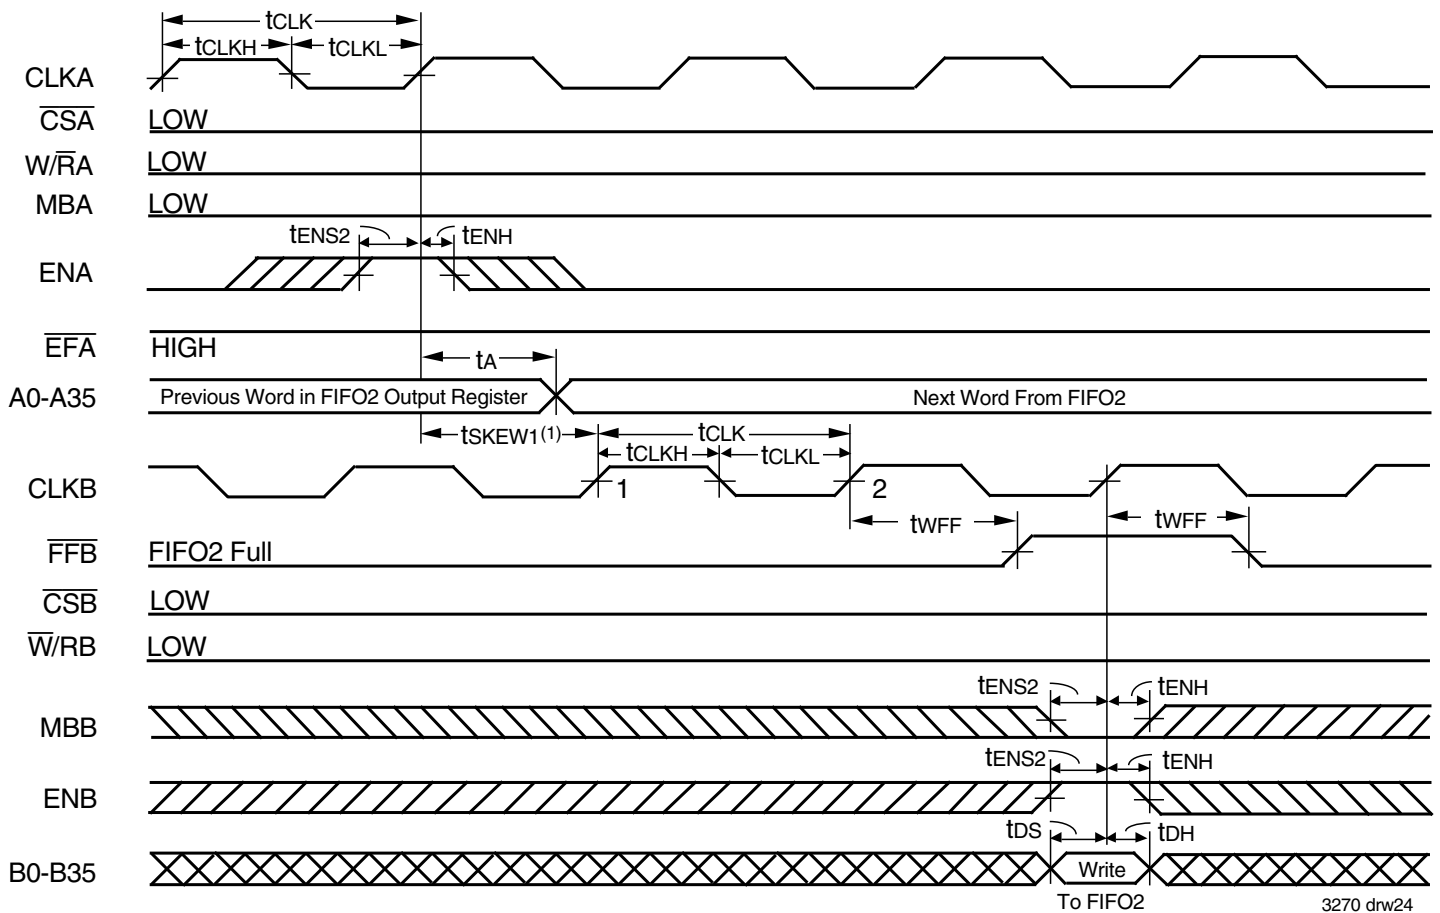 tCLK
tCLKH tCLKL
CLKA
CSA LOW
W/RA LOW
MBA LOW
tENS2 tENH
ENA
EFA HIGH
tA
A0-A35 Previous Word in FIFO2 Output Register Next Word From FIFO2
tSKEW1(1) tCLK
tCLKH tCLKL
CLKB 1 2
tWFF tWFF
FFB FIFO2 Full
CSB LOW
W/RB LOW
tENS2 tENH
MBB
tENS2 tENH
ENB
tDS tDH
B0-B35 Write
To FIFO2 3270 drw24